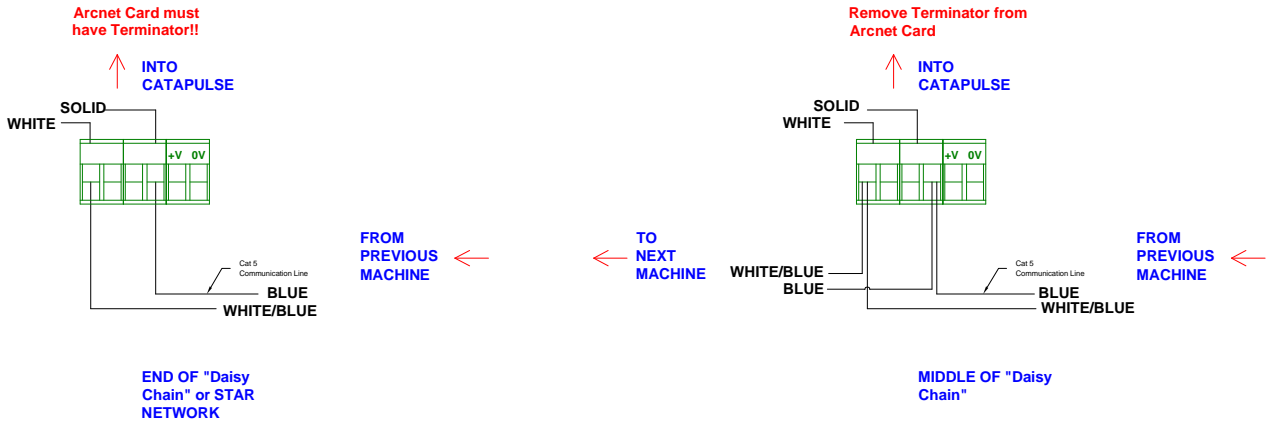 Arcnet Card must
have Terminator!!
INTO
CATAPULSE
SOLID
WHITE
+V 0V
FROM
PREVIOUS
MACHINE
Cat 5
Communication Line
BLUE
WHITE/BLUE
END OF "Daisy
Chain" or STAR
NETWORK
Remove Terminator from
Arcnet Card
INTO
CATAPULSE
SOLID
WHITE
+V 0V
TO
NEXT
MACHINE
FROM
PREVIOUS
MACHINE
WHITE/BLUE
BLUE
Cat 5
Communication Line
BLUE
WHITE/BLUE
MIDDLE OF "Daisy
Chain"